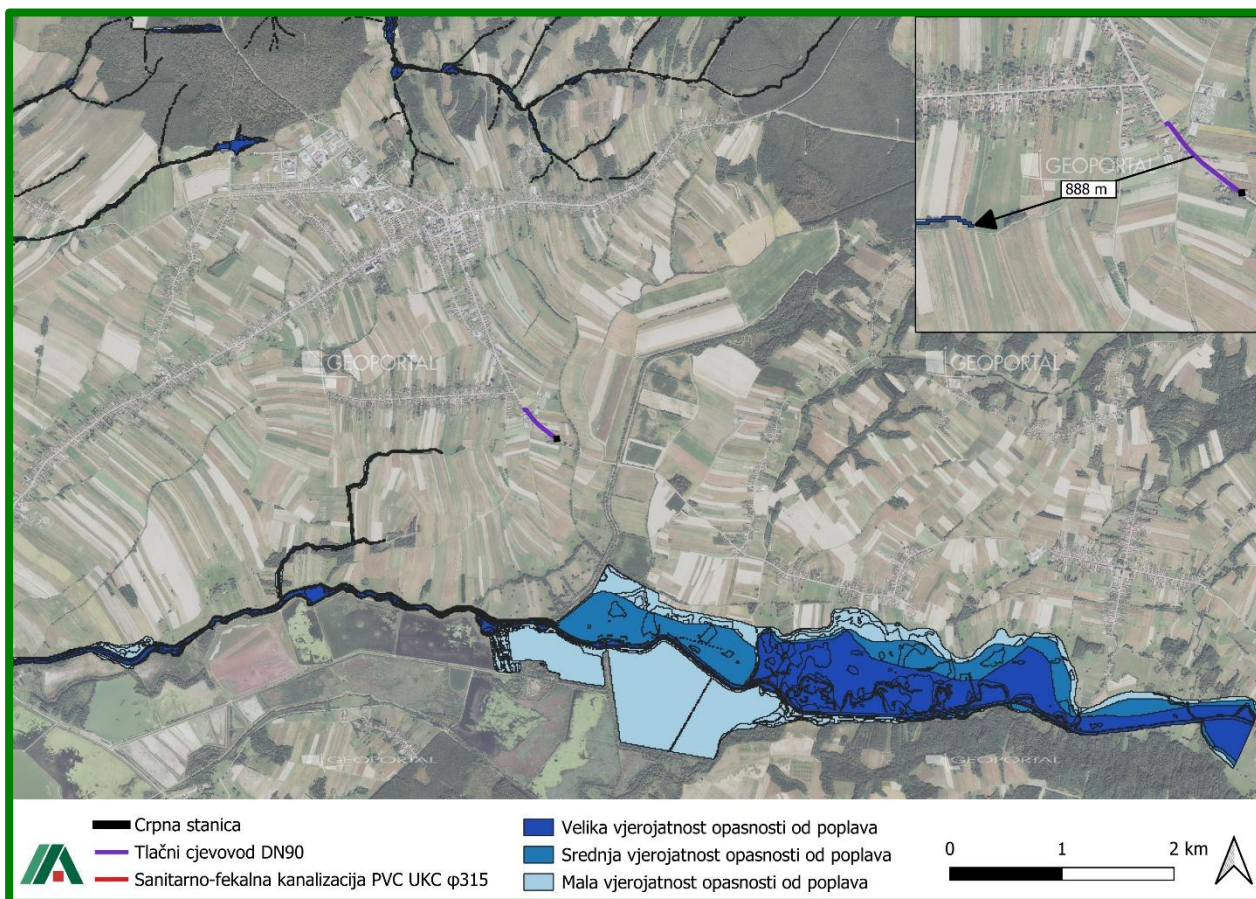 GEOPORTAL
888 m
GEOPORTAL
GEOPORTAL
GEOPORTAL
GEOPORTAL
Crpna stanica
Tlačni cjevovod DN90
Sanitarno-fekalna kanalizacija PVC UKC φ315
Velika vjerojatnost opasnosti od poplava
Srednja vjerojatnost opasnosti od poplava
Mala vjerojatnost opasnosti od poplava
0 1 2 km